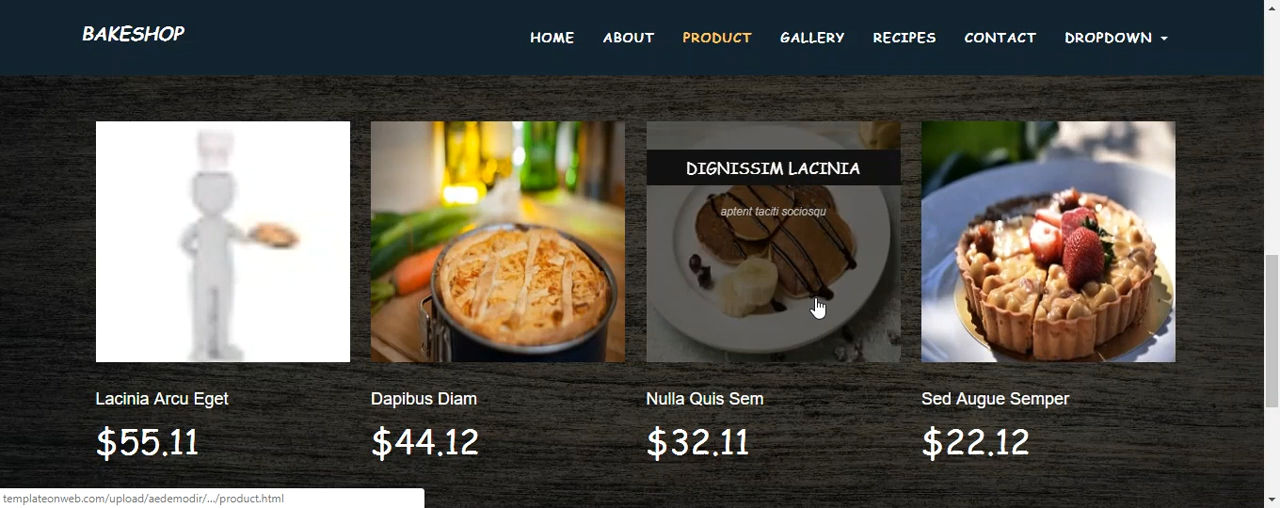 BAKESHOP
HOME ABOUT PRODUCT GALLERY RECIPES CONTACT DROPDOWN
DIGNISSIM LACINIA
aptent taciti sociosqu
Lacinia Arcu Eget Dapibus Diam Nulla Quis Sem Sed Augue Semper
$55.11 $44.12 $32.11 $22.12
templateonweb.com/upload/aedemodir/.../product.html